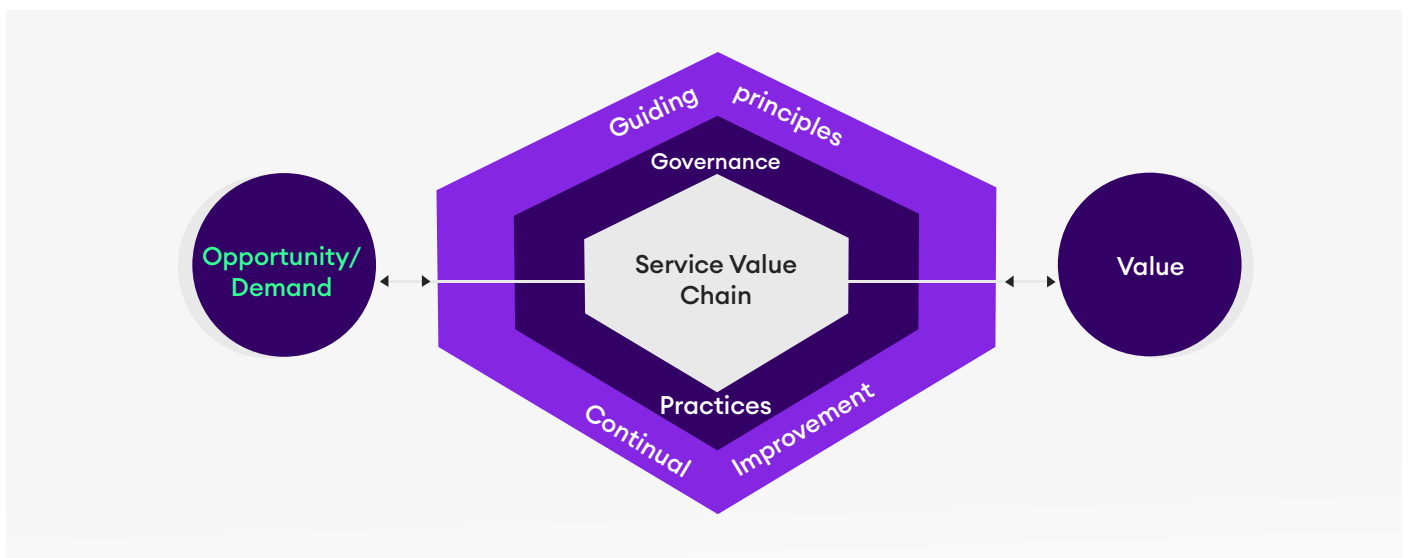 Guiding principles
Governance
Opportunity/
Demand
Service Value
Chain
Value
Practices
Continual Improvement